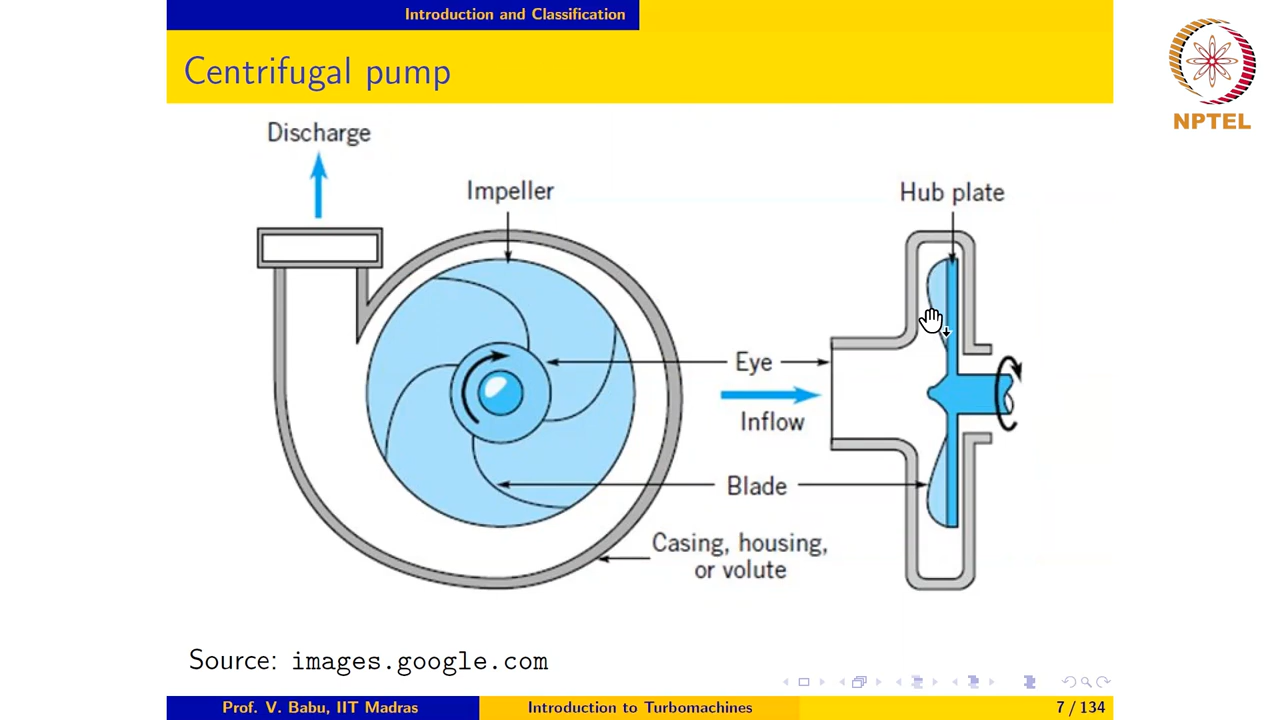 Introduction and Classification
Centrifugal pump
NPTEL
Discharge
Impeller
Hub plate
Eye
Inflow
Blade
Casing, housing,
or volute
Source: images.google.com
Prof. V. Babu, IIT Madras
Introduction to Turbomachines
7 / 134